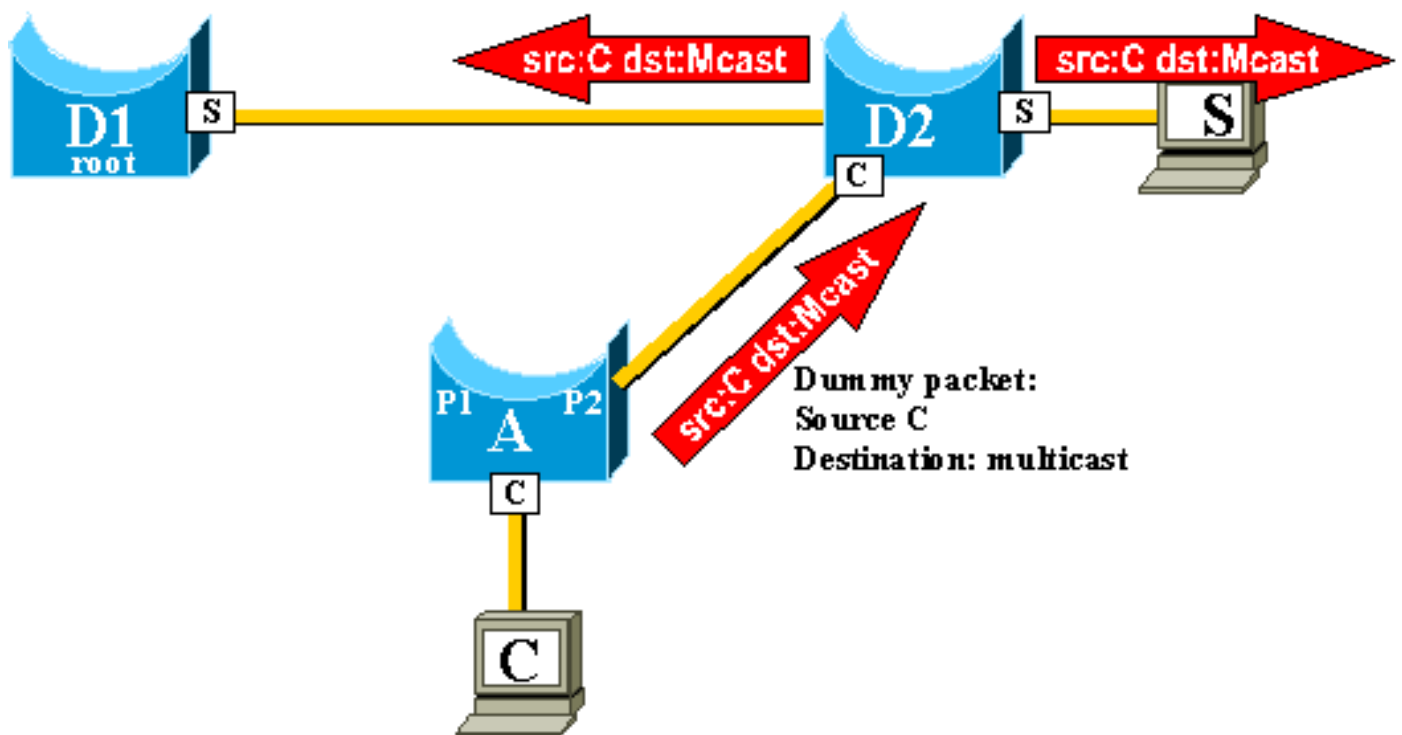 src:C dst:Mcast
src:C dst:Mcast
D1
root
S
D2
S
S
C
src:C dst:Mcast
Dummy packet:
Source C
Destination: multicast
P1
P2
A
C
C